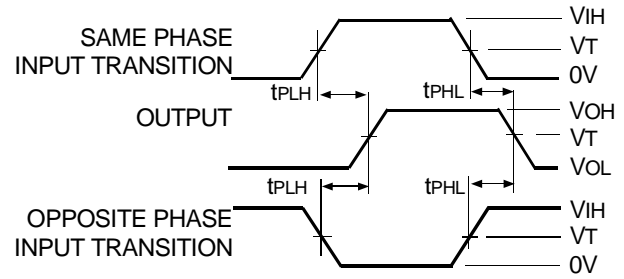 SAME PHASE
INPUT TRANSITION
VIH
VT
0V
tPLH
tPHL
OUTPUT
VOH
VT
VOL
tPLH
tPHL
OPPOSITE PHASE
INPUT TRANSITION
VIH
VT
0V